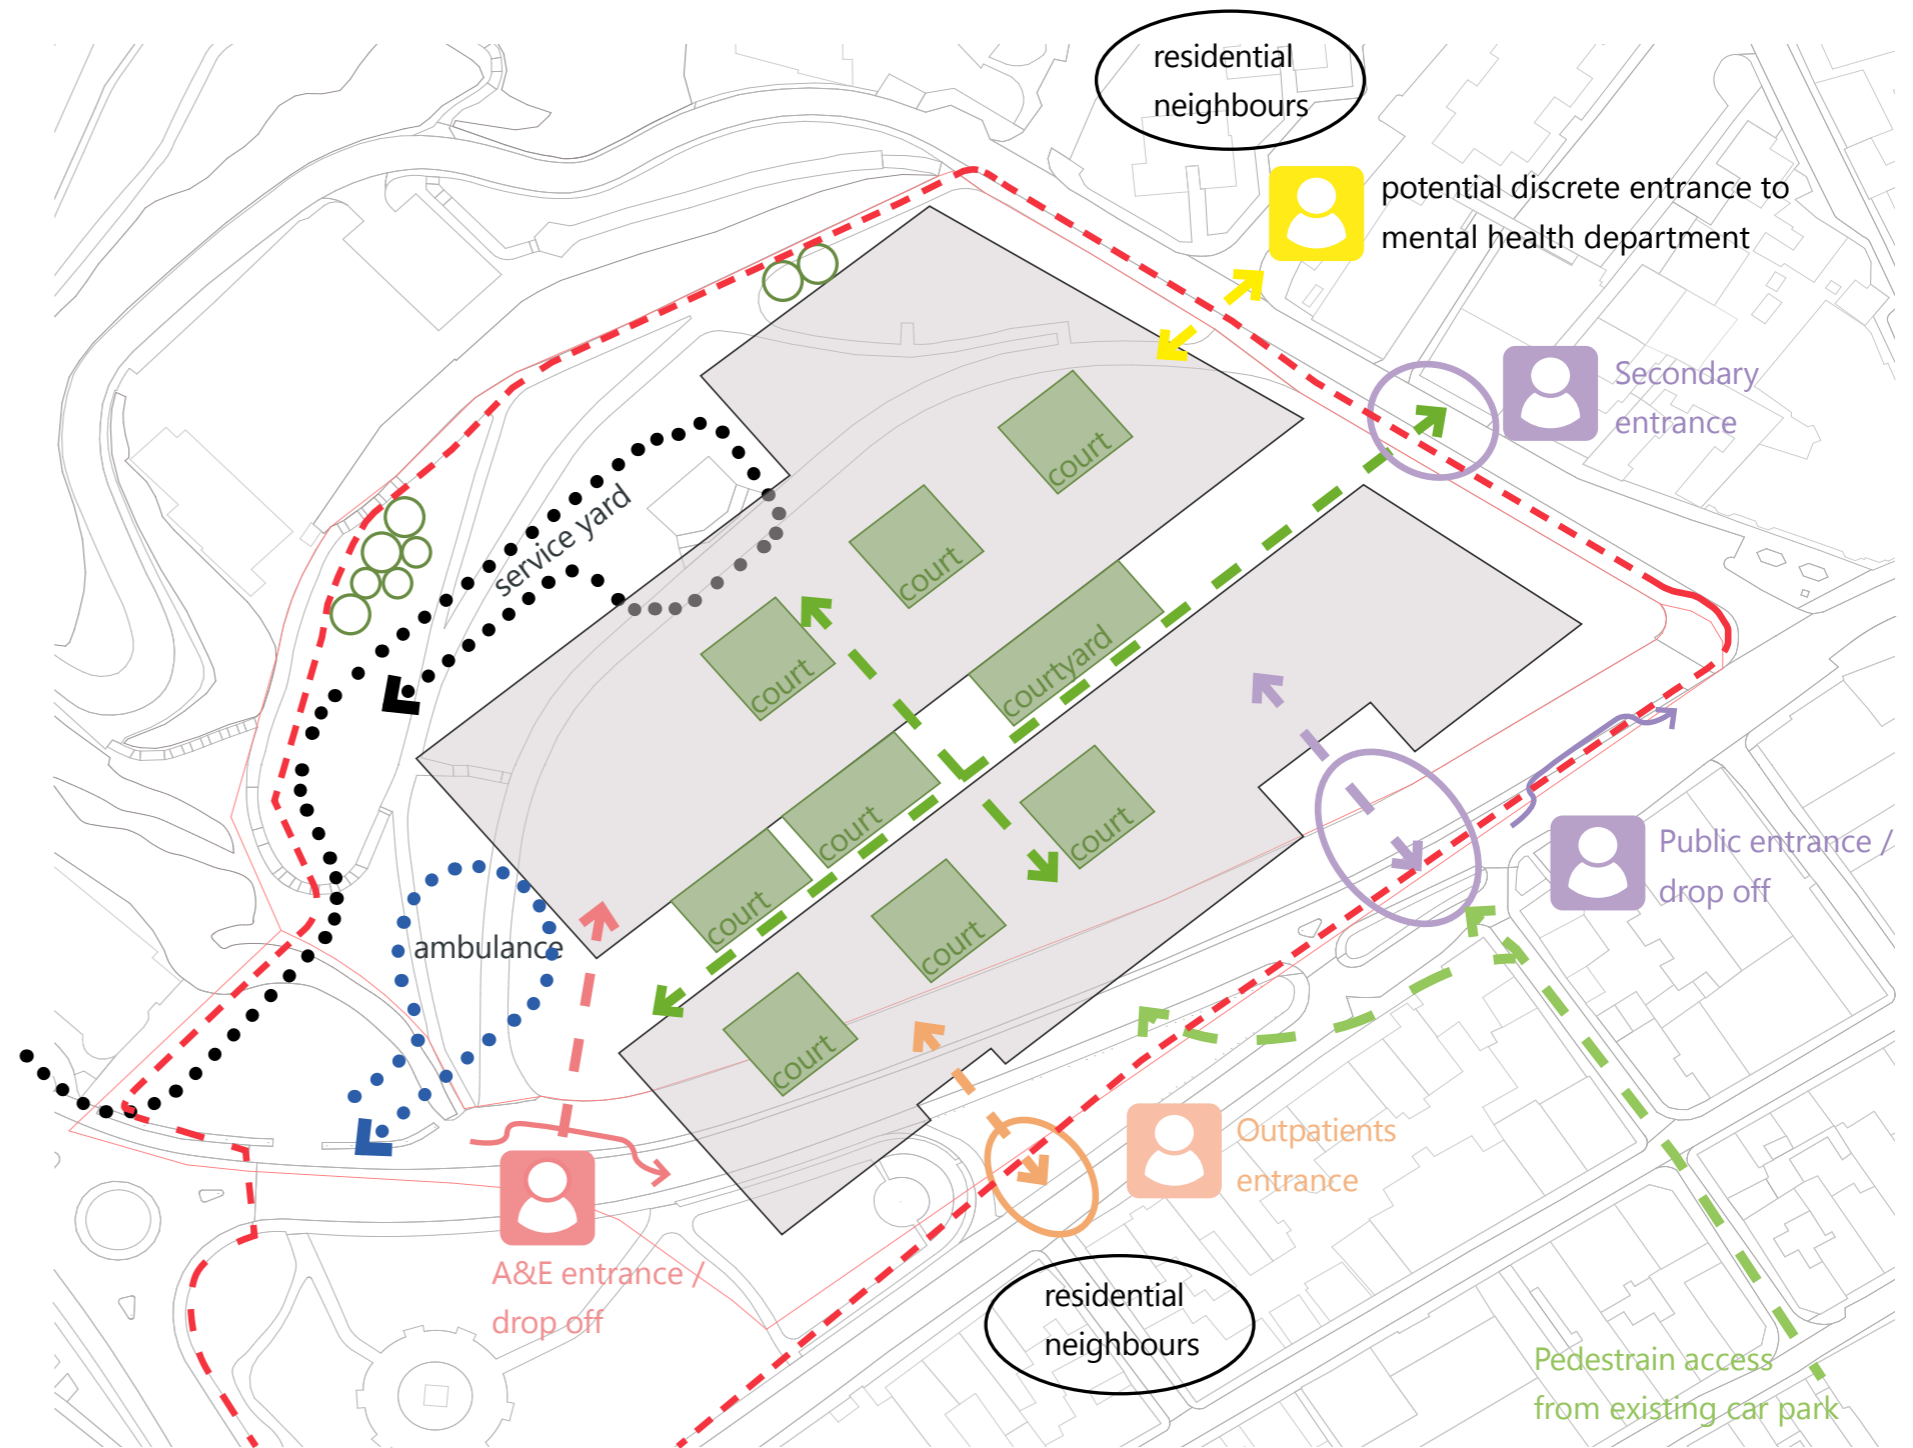 residential
neighbours
potential discrete entrance to
mental health department
Secondary
entrance
court
service yard
court
court
courtyard
court
court
Public entrance /
drop off
court
court
ambulance
court
Outpatients
entrance
A&E entrance /
drop off
residential
neighbours
Pedestrain access
from existing car park